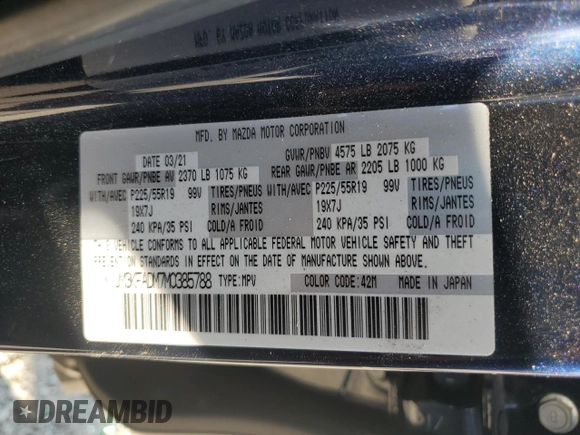 MFD. BY MAZDA MOTOR CORPORATION
DATE 03/21 GVWR/PNBV 4575 LB 2075 KG
FRONT GAWR/PNBE AV 2370 LB 1075 KG REAR GAWR/PNBE AR 2205 LB 1000 KG
WITH/AVEC P225/55R19 99V TIRES/PNEUS WITH/AVEC P225/55R19 99V TIRES/PNEUS
19X7J RIMS/JANTES 19X7J RIMS/JANTES
240 KPA/35 PSI COLD/A FROID 240 KPA/35 PSI COLD/A FROID
THIS VEHICLE CONFORMS TO ALL APPLICABLE FEDERAL MOTOR VEHICLE SAFETY, AND THEFT
PREVENTION STANDARDS IN EFFECT ON THE DATE OF MANUFACTURE SHOWN ABOVE.
JM3KFADM7M0385788 TYPE:MPV COLOR CODE:42M MADE IN JAPAN
DREAMBID